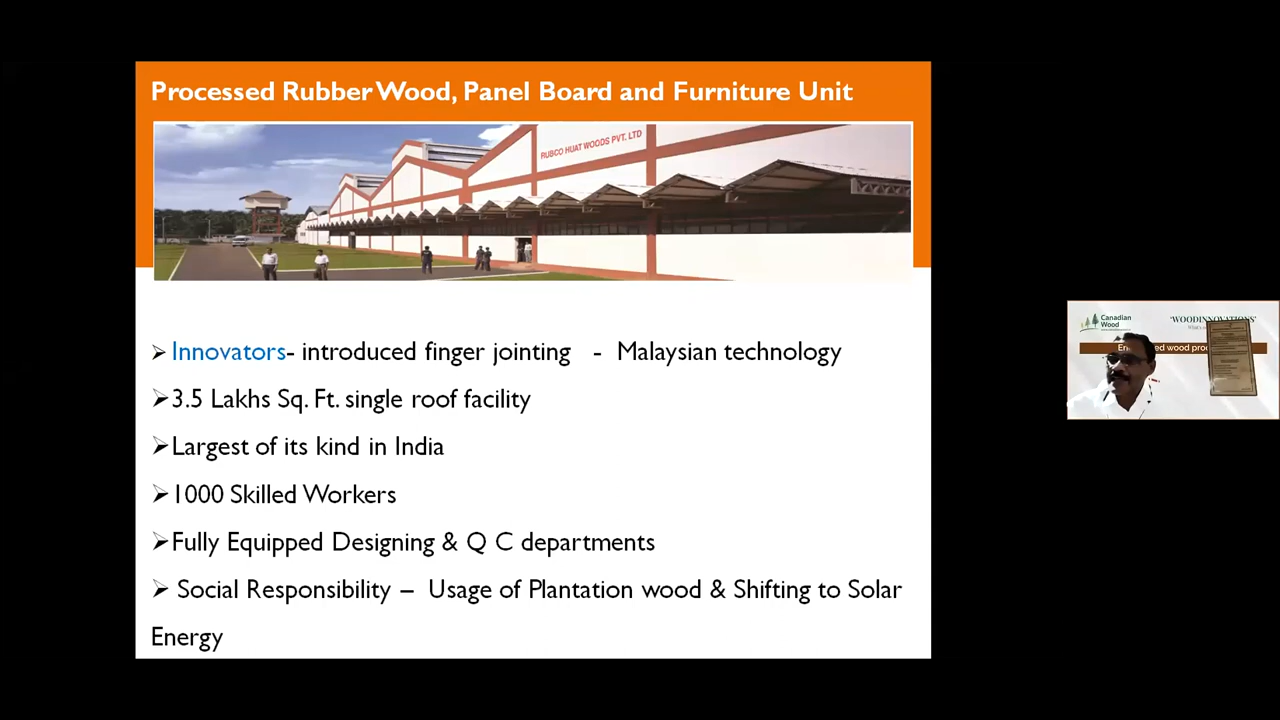 Processed Rubber Wood, Panel Board and Furniture Unit
RUBCO HUAT WOODS PVT. LTD
➢ Innovators- introduced finger jointing - Malaysian technology
➢3.5 Lakhs Sq. Ft. single roof facility
➢Largest of its kind in India
➢1000 Skilled Workers
➢Fully Equipped Designing & Q C departments
➢ Social Responsibility – Usage of Plantation wood & Shifting to Solar
Energy
Canadian
Wood
'WOODINNOVATIONS'
wood